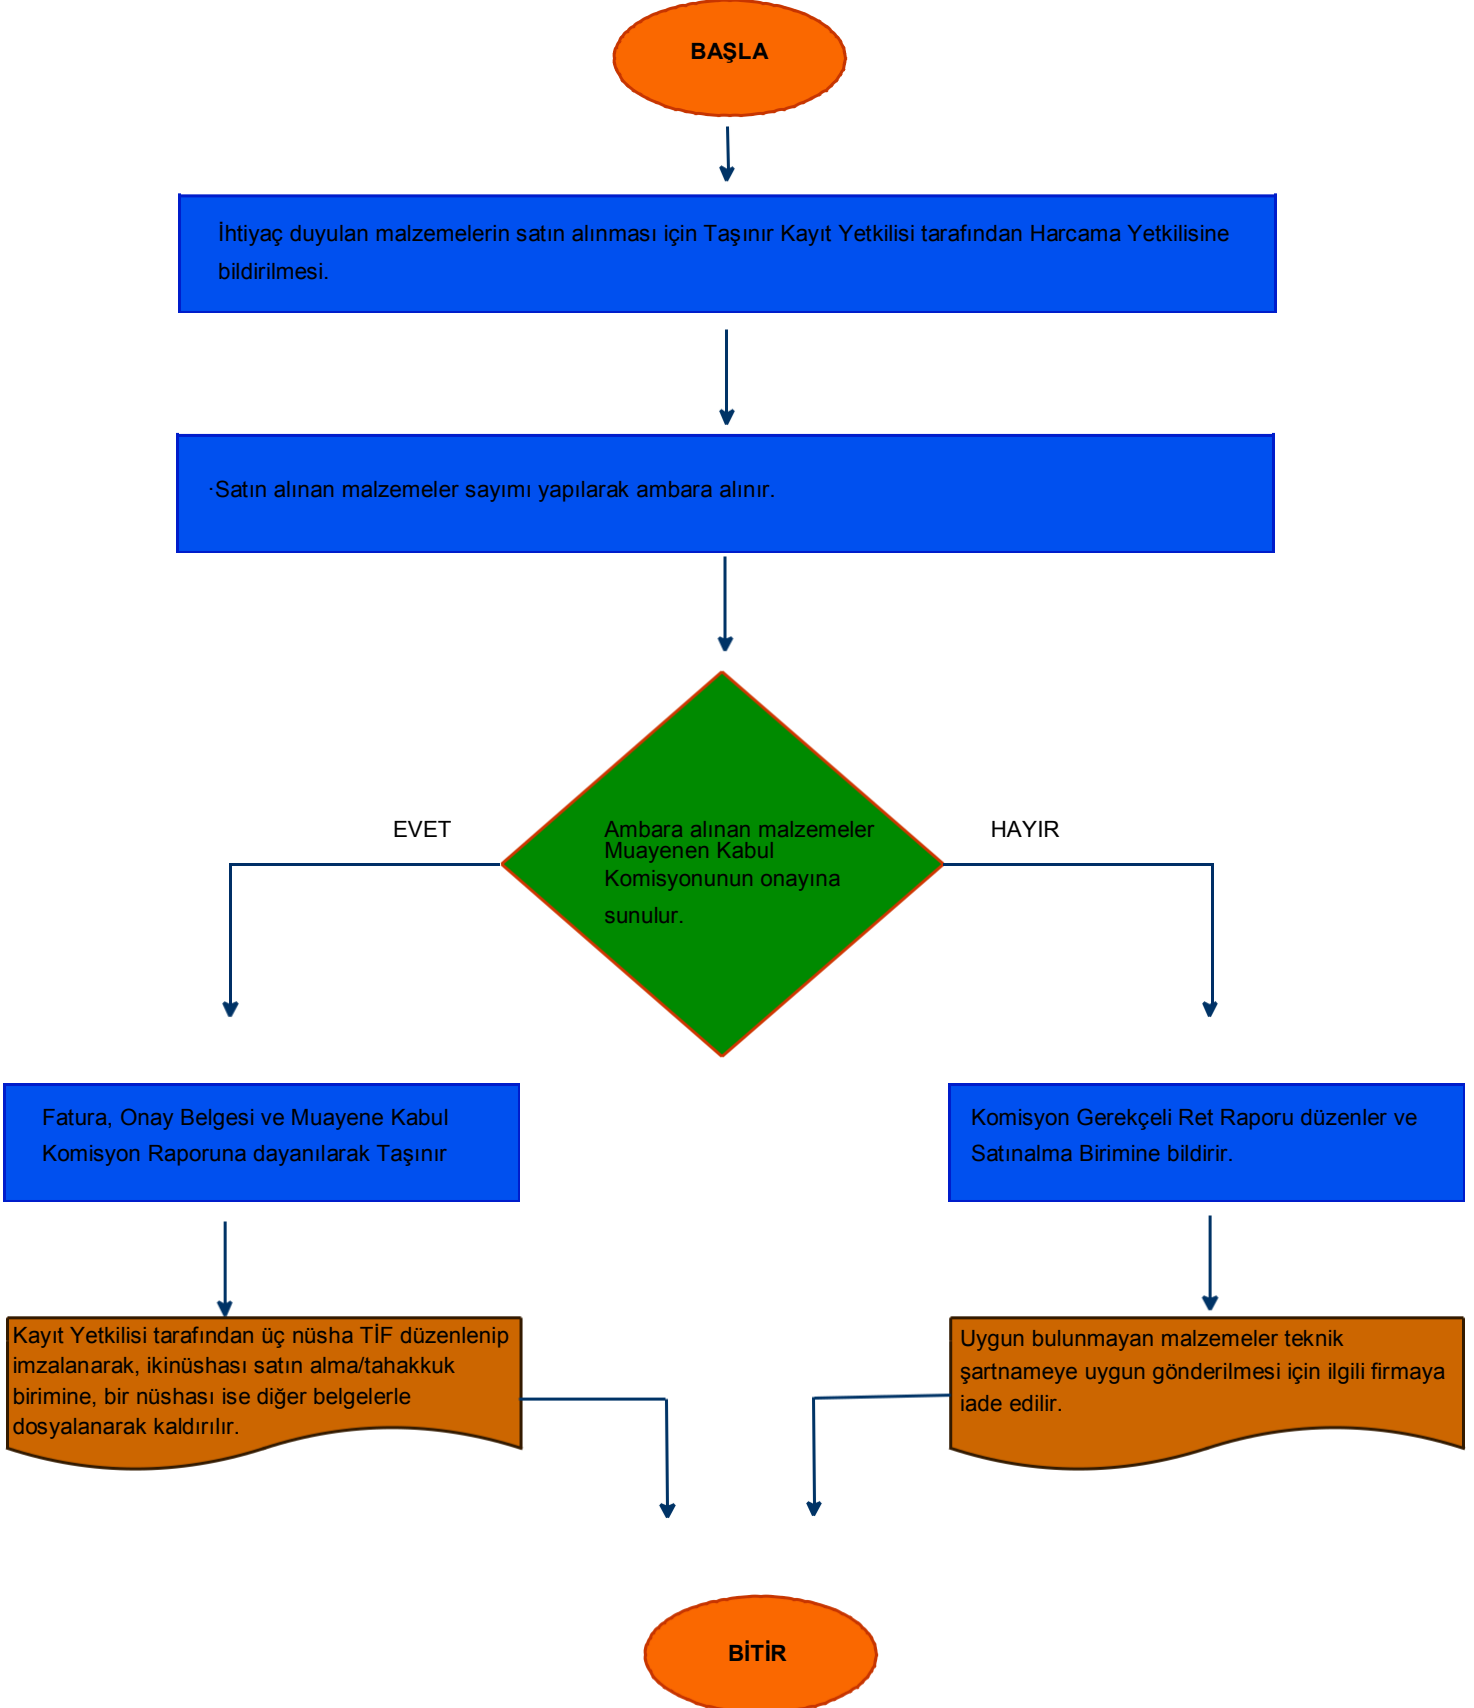 BAŞLA
İhtiyaç duyulan malzemelerin satın alınması için Taşınır Kayıt Yetkilisi tarafından Harcama Yetkilisine
bildirilmesi.
·Satın alınan malzemeler sayımı yapılarak ambara alınır.
EVET
Ambara alınan malzemeler
Muayenen Kabul
Komisyonunun onayına
sunulur.
HAYIR
Fatura, Onay Belgesi ve Muayene Kabul
Komisyon Raporuna dayanılarak Taşınır
Komisyon Gerekçeli Ret Raporu düzenler ve
Satınalma Birimine bildirir.
Kayıt Yetkilisi tarafından üç nüsha TİF düzenlenip
imzalanarak, ikinüshası satın alma/tahakkuk
birimine, bir nüshası ise diğer belgelerle
dosyalanarak kaldırılır.
Uygun bulunmayan malzemeler teknik
şartnameye uygun gönderilmesi için ilgili firmaya
iade edilir.
BİTİR